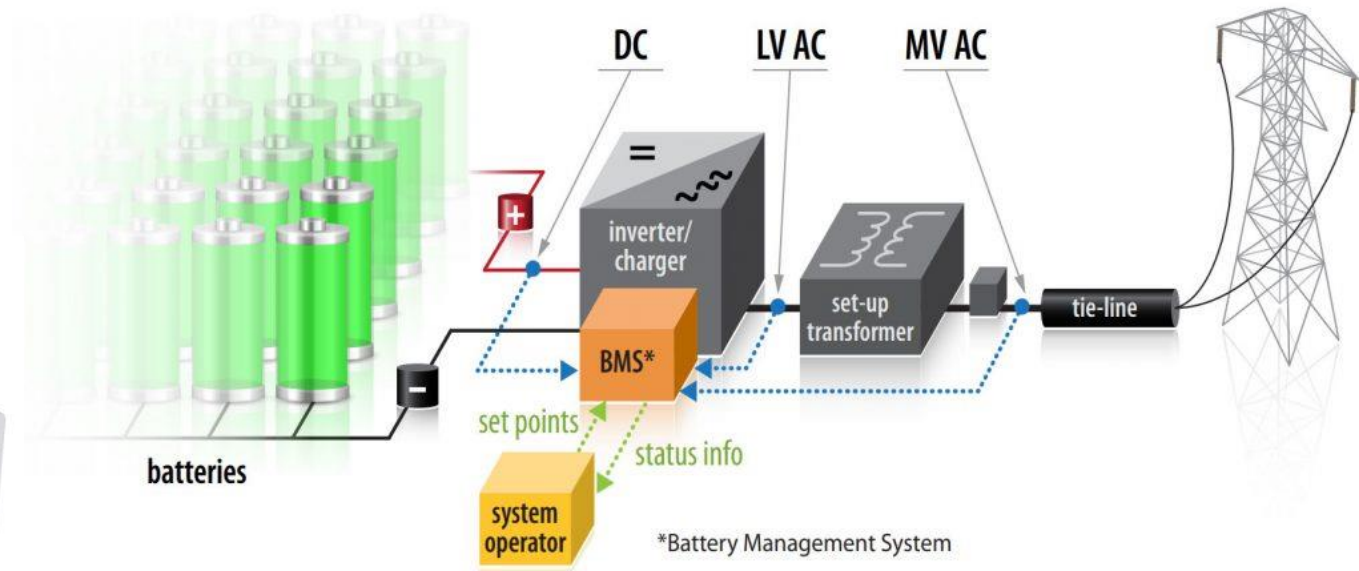 DC
LV AC
MV AC
=
+
inverter/
charger
set-up
transformer
tie-line
BMS*
-
set points
status info
batteries
system
operator
*Battery Management System